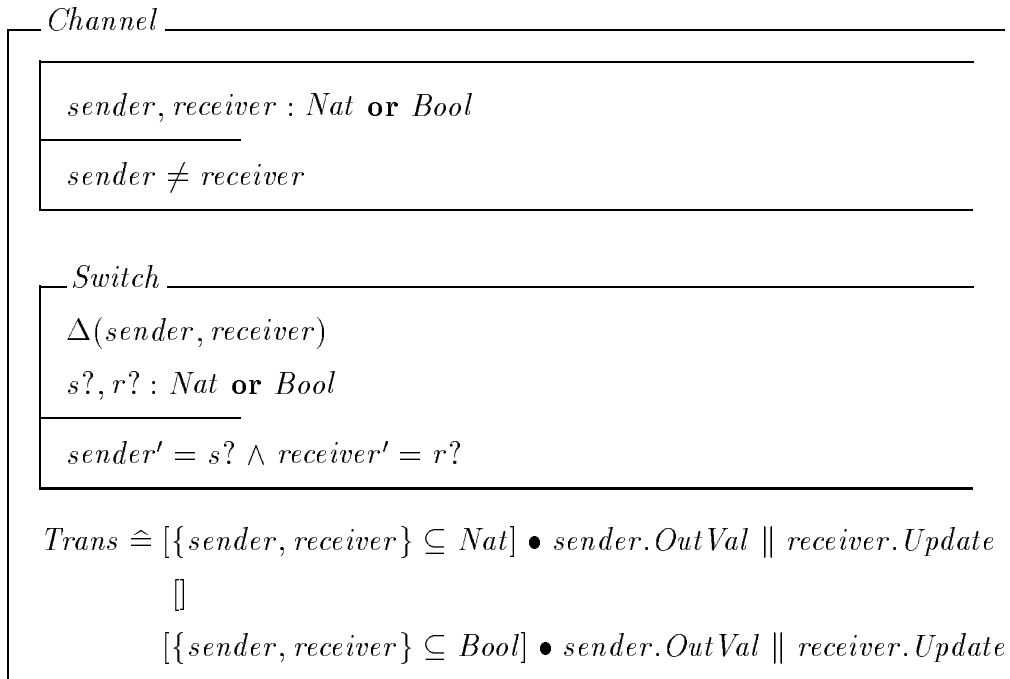 Channel
sender, receiver : Nat or Bool
sender ≠ receiver
Switch
Δ(sender, receiver)
s?, r? : Nat or Bool
sender′ = s? ∧ receiver′ = r?
Trans ≙ [{sender, receiver} ⊆ Nat] • sender.OutVal ∥ receiver.Update
[]
[{sender, receiver} ⊆ Bool] • sender.OutVal ∥ receiver.Update